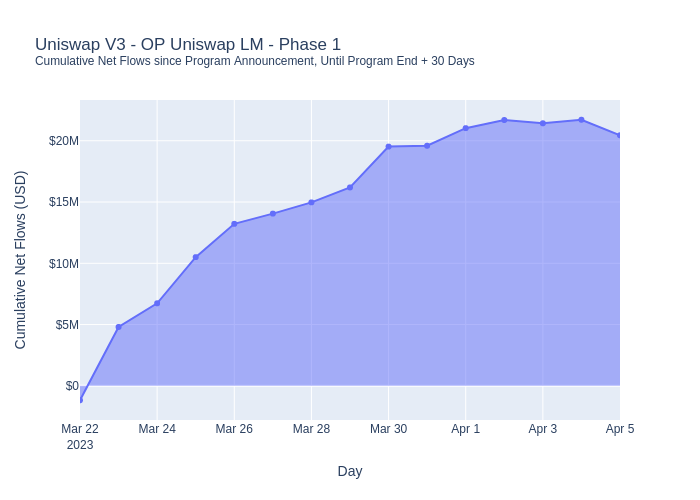 Uniswap V3 - OP Uniswap LM - Phase 1
Cumulative Net Flows since Program Announcement, Until Program End + 30 Days
Cumulative Net Flows (USD)
$20M
$15M
$10M
$5M
$0
Mar 22 Mar 24 Mar 26 Mar 28 Mar 30 Apr 1 Apr 3 Apr 5
2023
Day